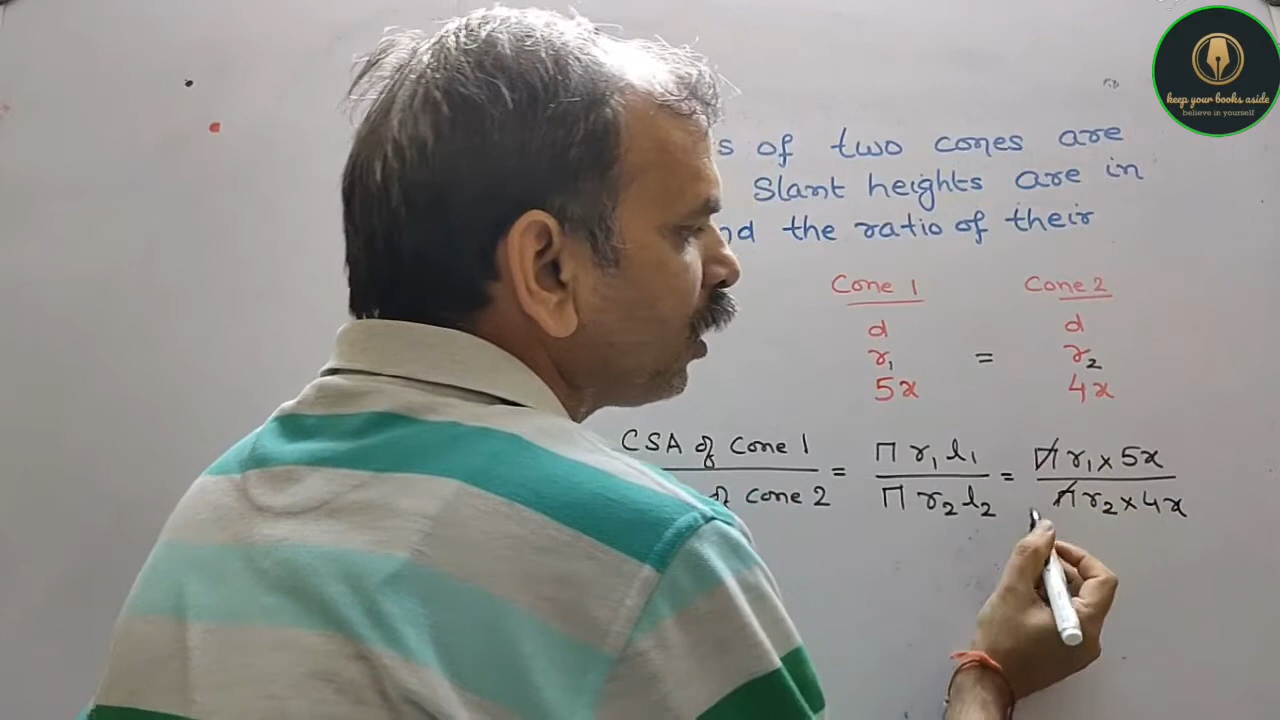 keep your books aside
believe in yourself
of two cones are
Slant heights are in
the ratio of their
Cone 1 Cone 2
d d
r₁ = r₂
5x 4x
CSA of Cone 1 / of Cone 2 = π r₁ l₁ / π r₂ l₂ = π r₁ × 5x / π r₂ × 4x